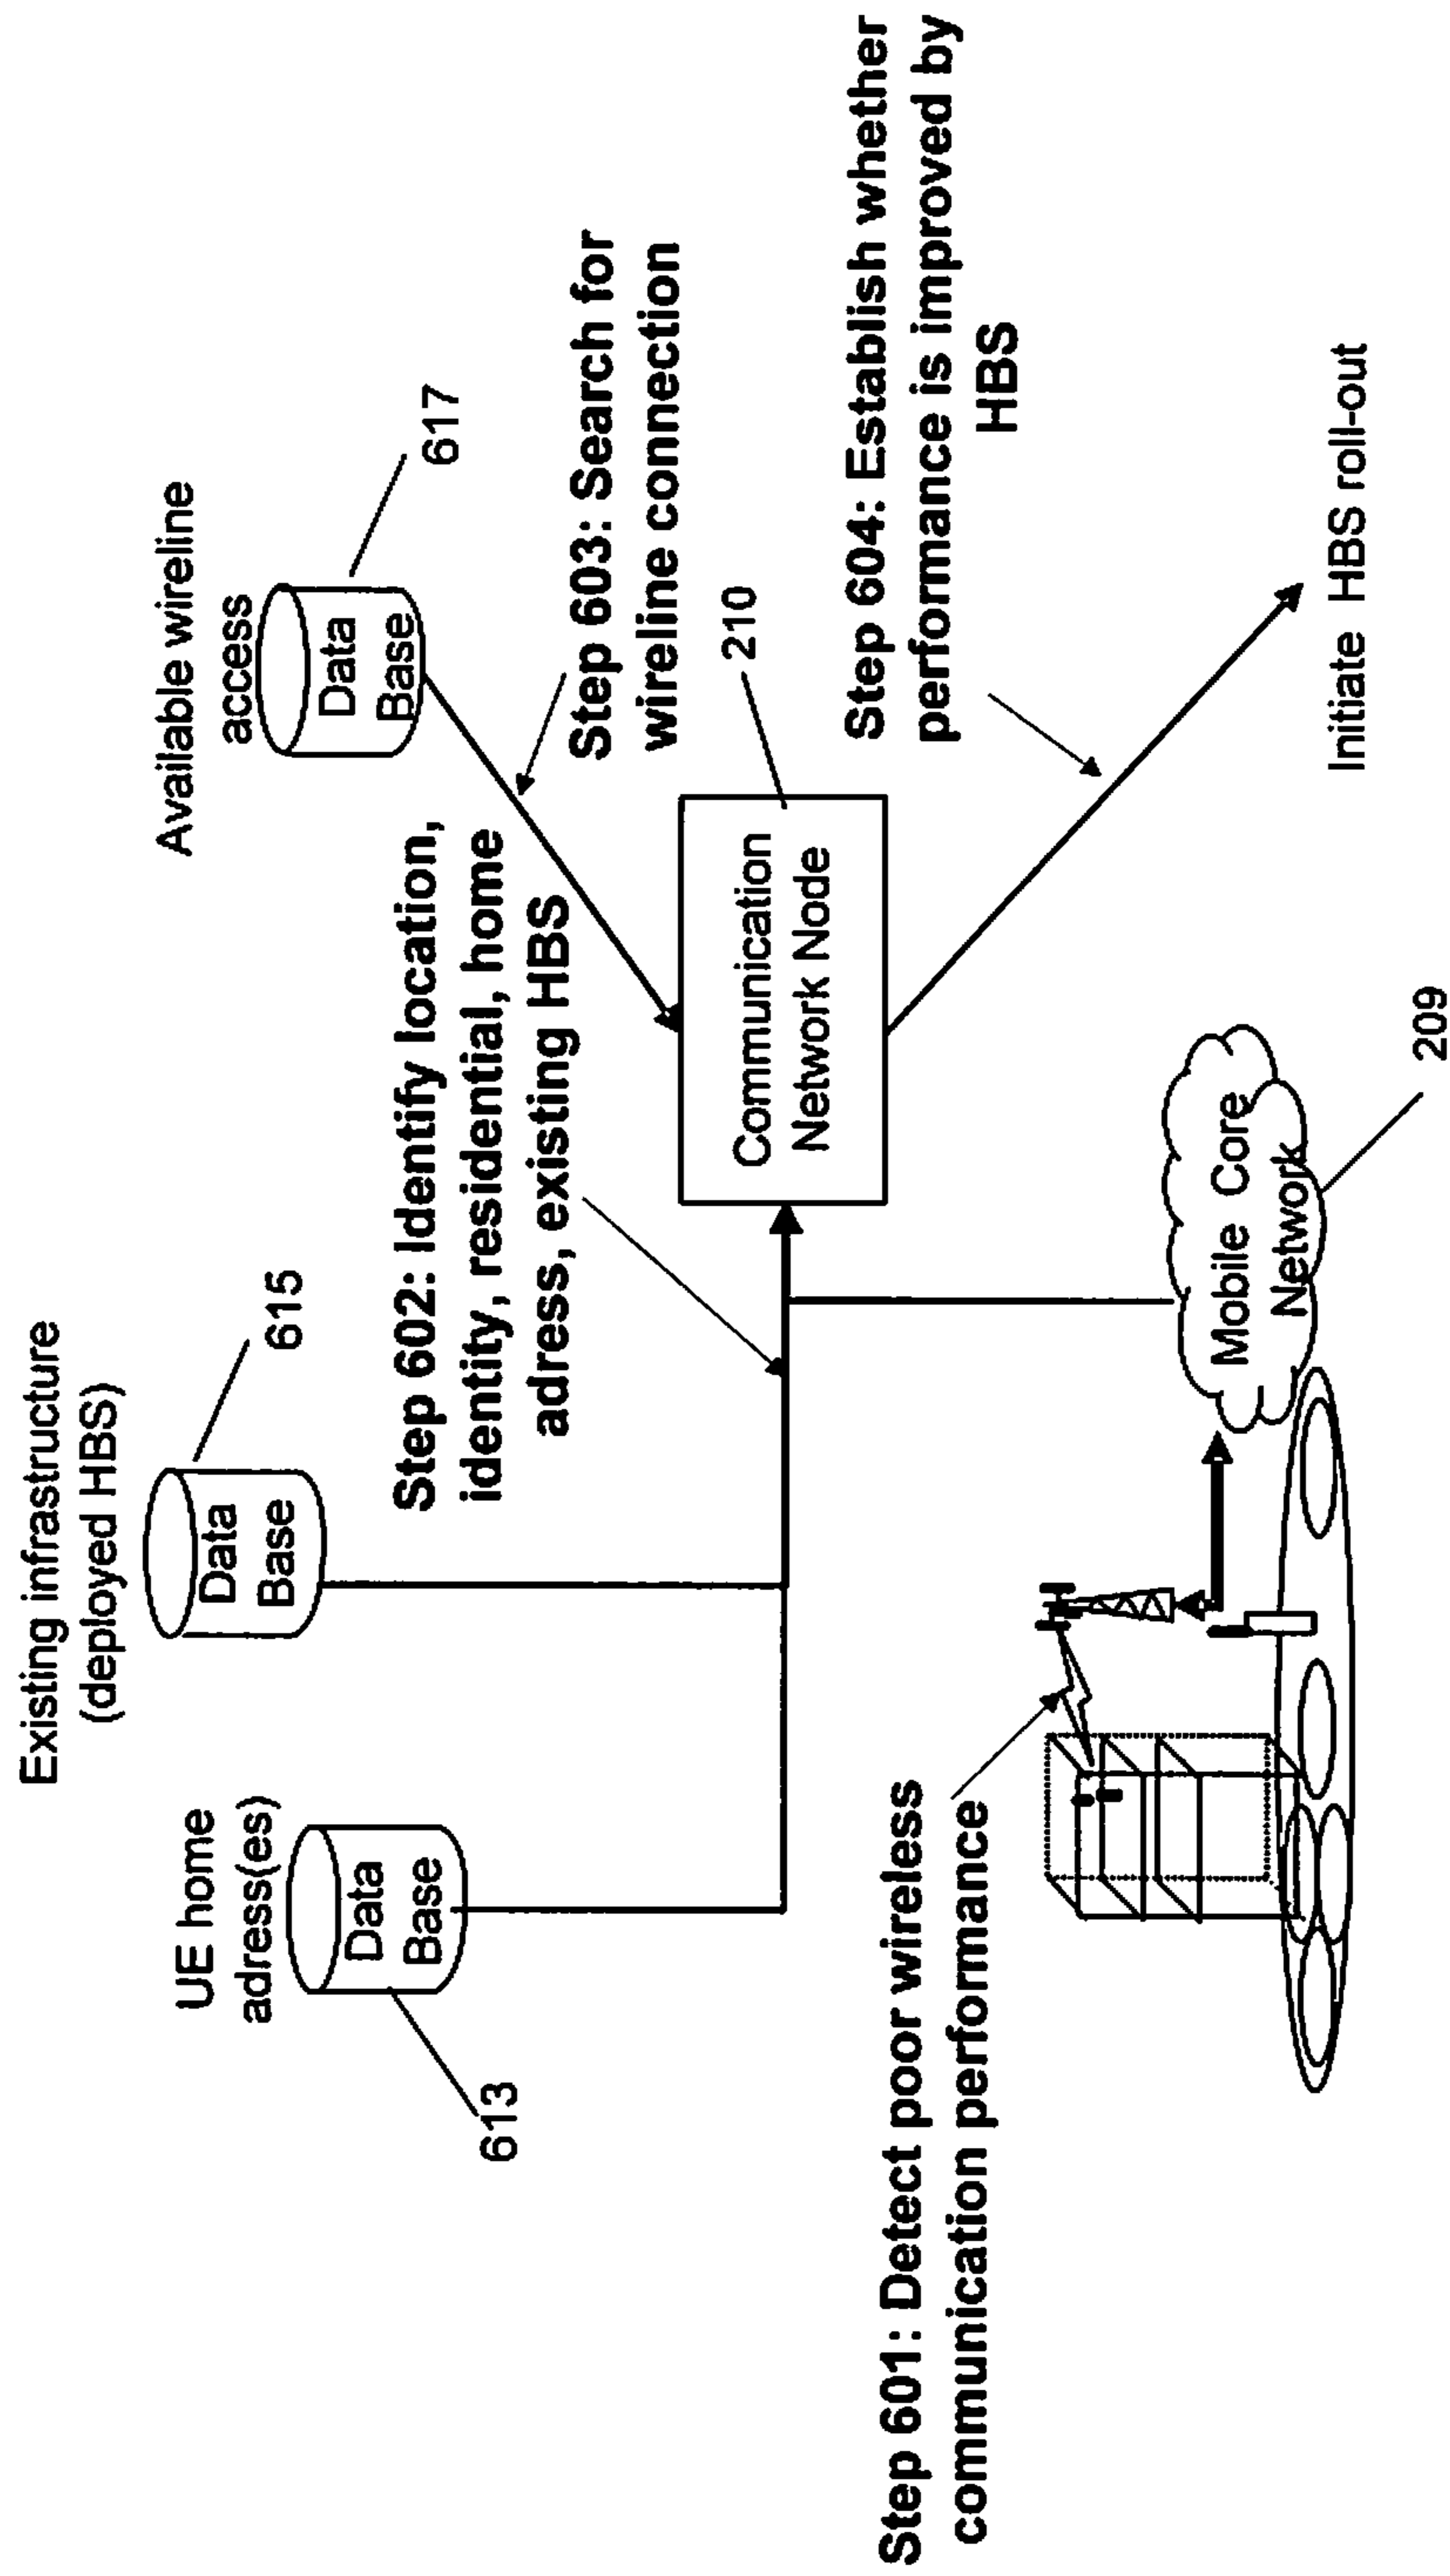 Existing infrastructure
(deployed HBS)
615
Data
Base
UE home
adress(es)
613
Data
Base
Available wireline
access
617
Data
Base
Step 602: Identify location,
identity, residential, home
adress, existing HBS
Step 603: Search for
wireline connection
210
Communication
Network Node
Step 601: Detect poor wireless
communication performance
Step 604: Establish whether
performance is improved by
HBS
Mobile Core
Network
209
Initiate HBS roll-out